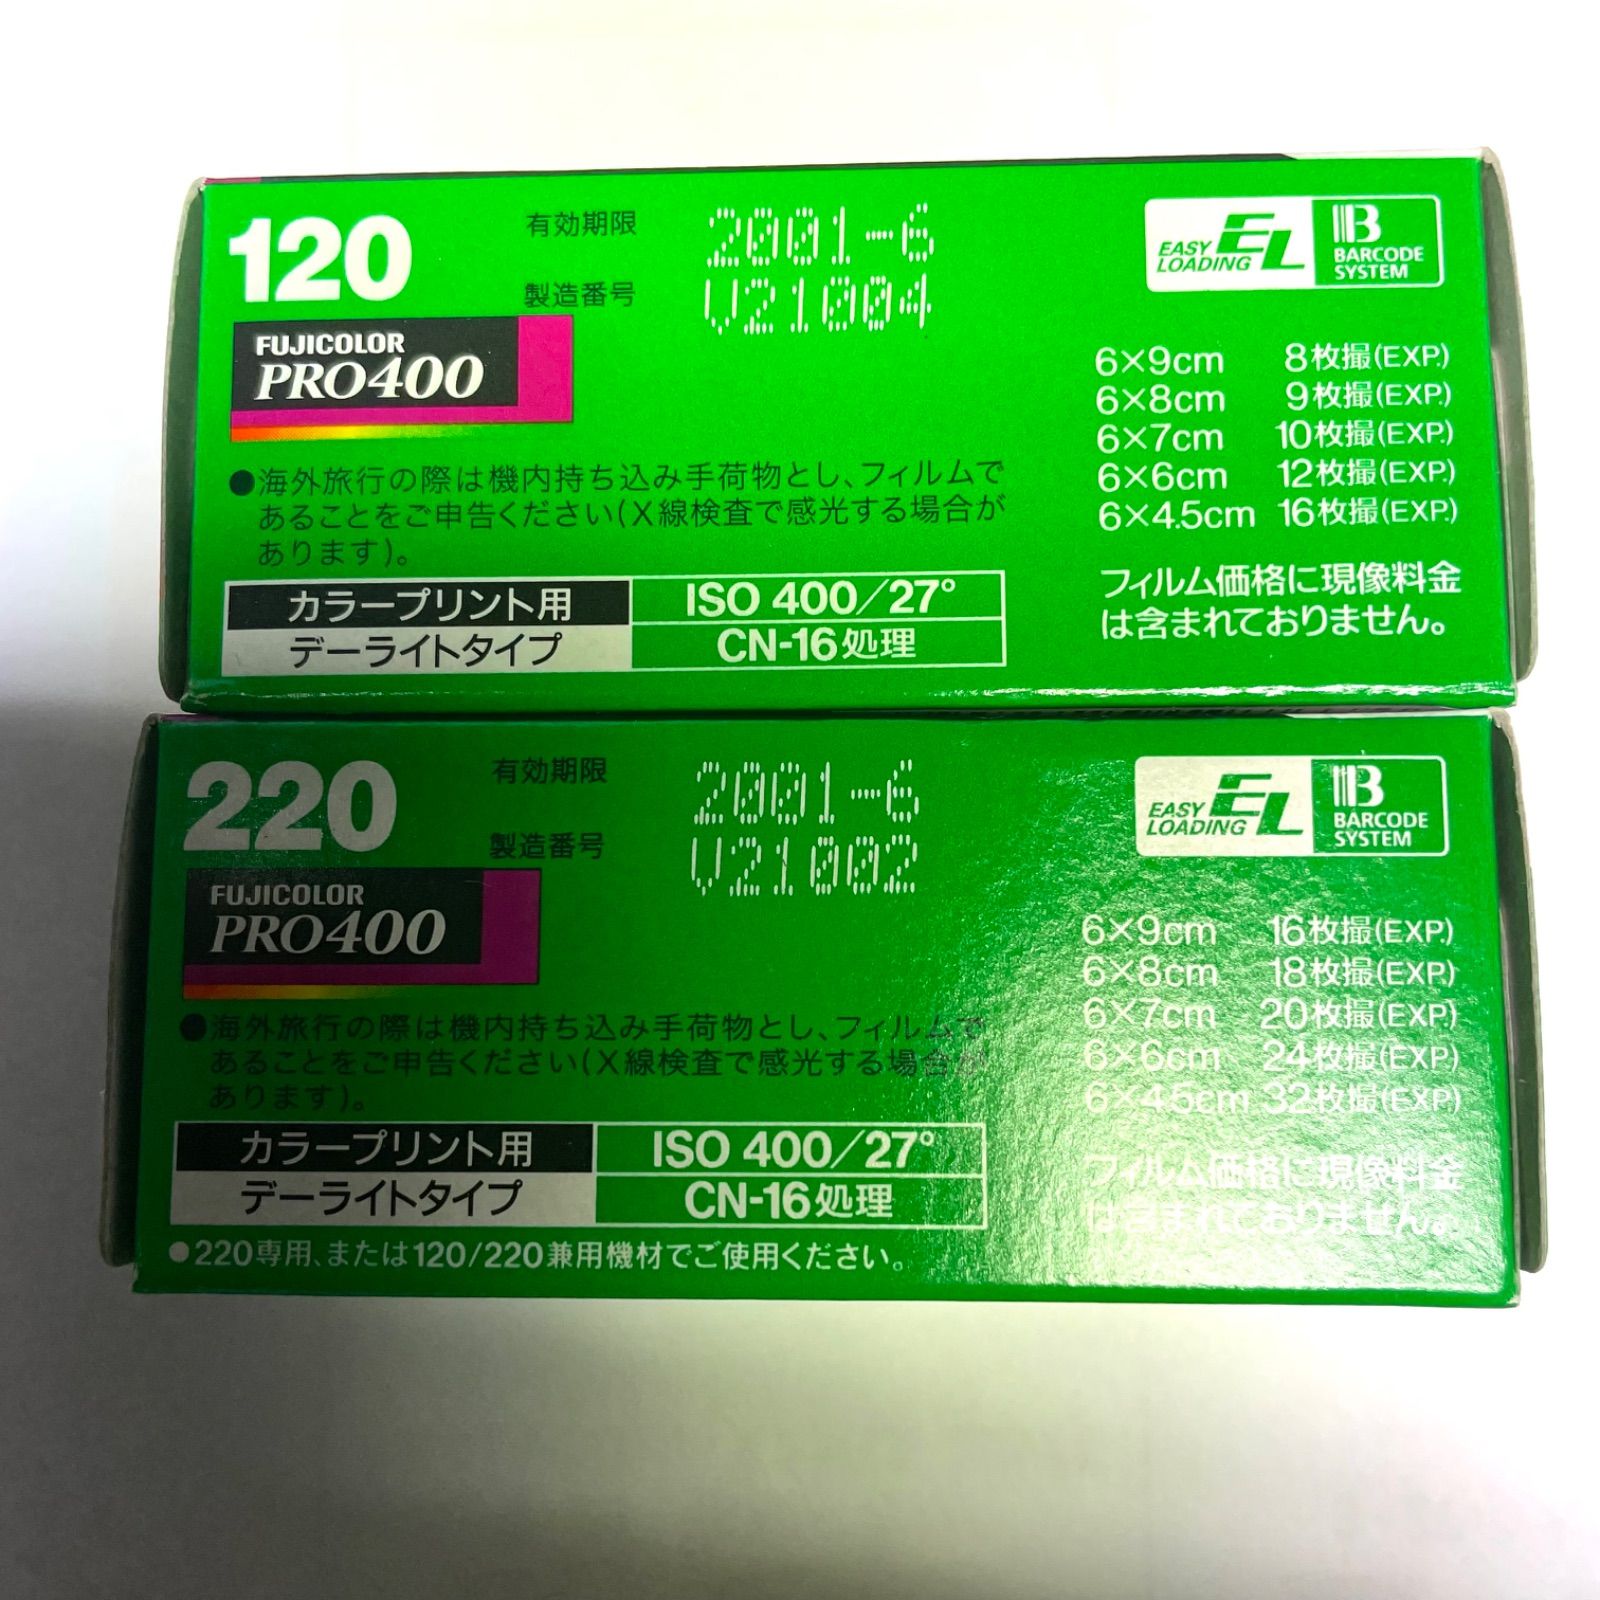 120
有効期限 2001-6
製造番号 V21004
EASY LOADING EL
B BARCODE SYSTEM
FUJICOLOR
PRO400
6×9cm 8枚撮(EXP.)
6×8cm 9枚撮(EXP.)
6×7cm 10枚撮(EXP.)
6×6cm 12枚撮(EXP.)
6×4.5cm 16枚撮(EXP.)
●海外旅行の際は機内持ち込み手荷物とし、フィルムで
あることをご申告ください(X線検査で感光する場合が
あります)。
カラープリント用 ISO 400/27°
デーライトタイプ CN-16処理
フィルム価格に現像料金
は含まれておりません。
220
有効期限 2001-6
製造番号 V21002
EASY LOADING EL
B BARCODE SYSTEM
FUJICOLOR
PRO400
6×9cm 16枚撮(EXP.)
6×8cm 18枚撮(EXP.)
6×7cm 20枚撮(EXP.)
6×6cm 24枚撮(EXP.)
6×4.5cm 32枚撮(EXP.)
●海外旅行の際は機内持ち込み手荷物とし、フィルムで
あることをご申告ください(X線検査で感光する場合が
あります)。
カラープリント用 ISO 400/27°
デーライトタイプ CN-16処理
フィルム価格に現像料金
は含まれておりません。
●220専用、または120/220兼用機材でご使用ください。